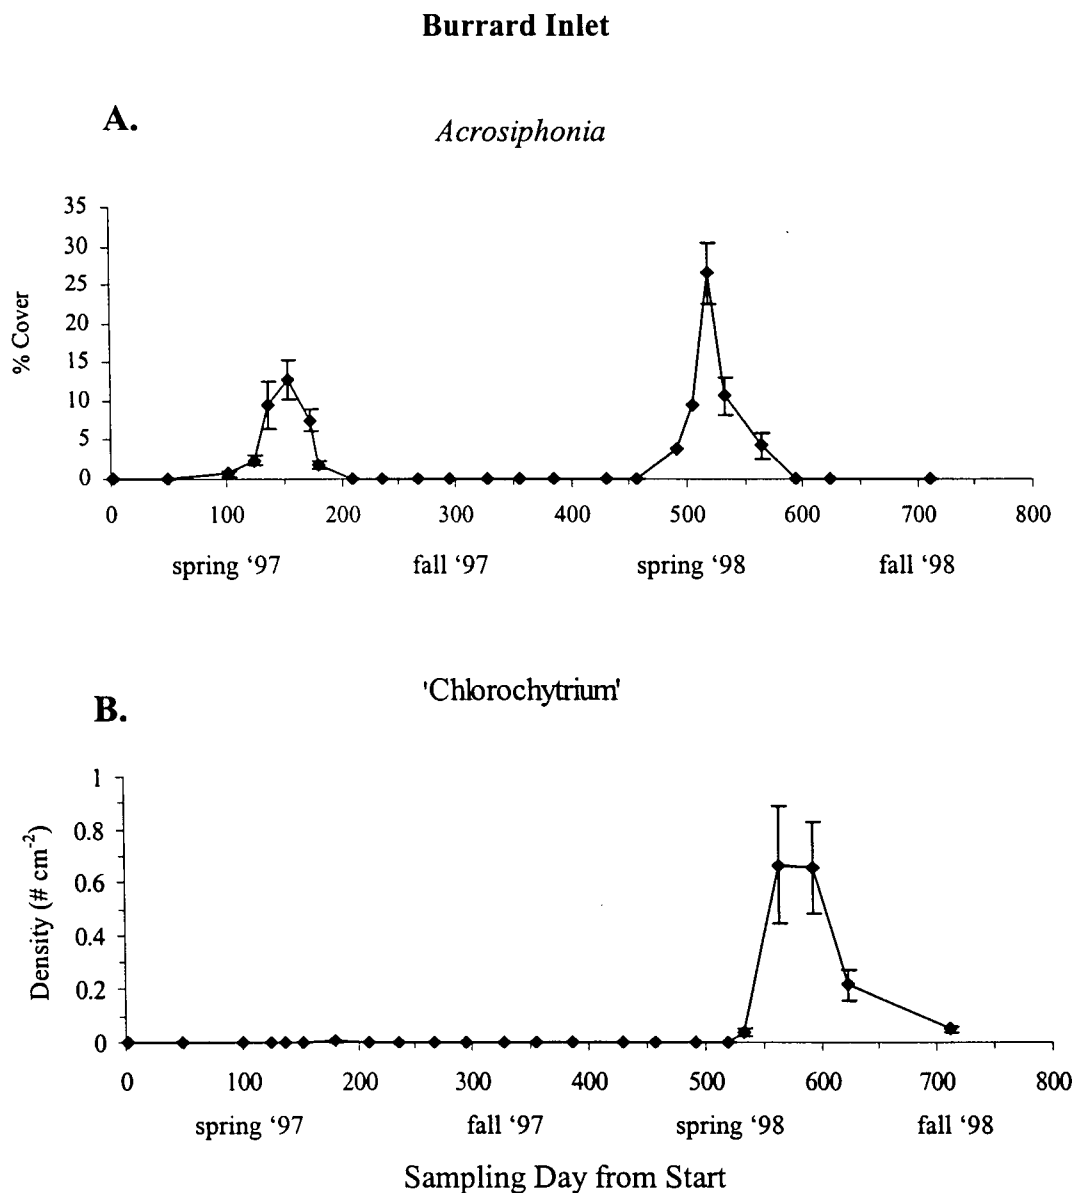 Burrard Inlet
A.
Acrosiphonia
35
30
25
20
15
10
5
0
% Cover
0 100 200 300 400 500 600 700 800
spring ‘97 fall ‘97 spring ‘98 fall ‘98
'Chlorochytrium'
B.
1
0.8
0.6
0.4
0.2
0
Density (# cm-2)
0 100 200 300 400 500 600 700 800
spring ‘97 fall ‘97 spring ‘98 fall ‘98
Sampling Day from Start